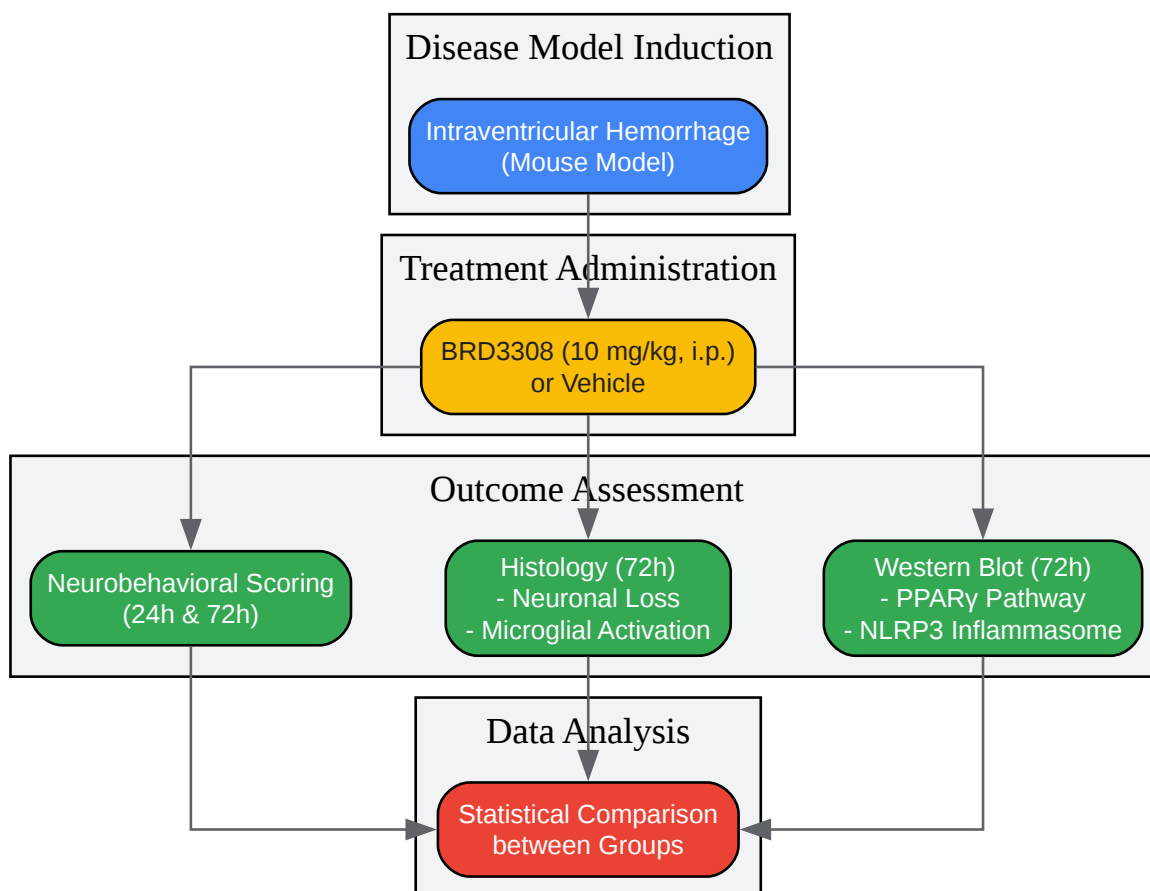 Disease Model Induction
Intraventricular Hemorrhage
(Mouse Model)
Treatment Administration
BRD3308 (10 mg/kg, i.p.)
or Vehicle
Outcome Assessment
Neurobehavioral Scoring
(24h & 72h)
Histology (72h)
- Neuronal Loss
- Microglial Activation
Western Blot (72h)
- PPARγ Pathway
- NLRP3 Inflammasome
Data Analysis
Statistical Comparison
between Groups